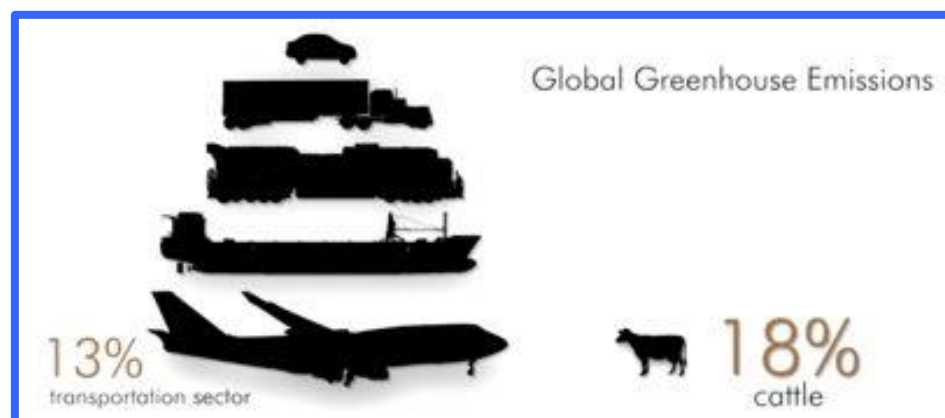 Global Greenhouse Emissions
13%
transportation sector
18%
cattle